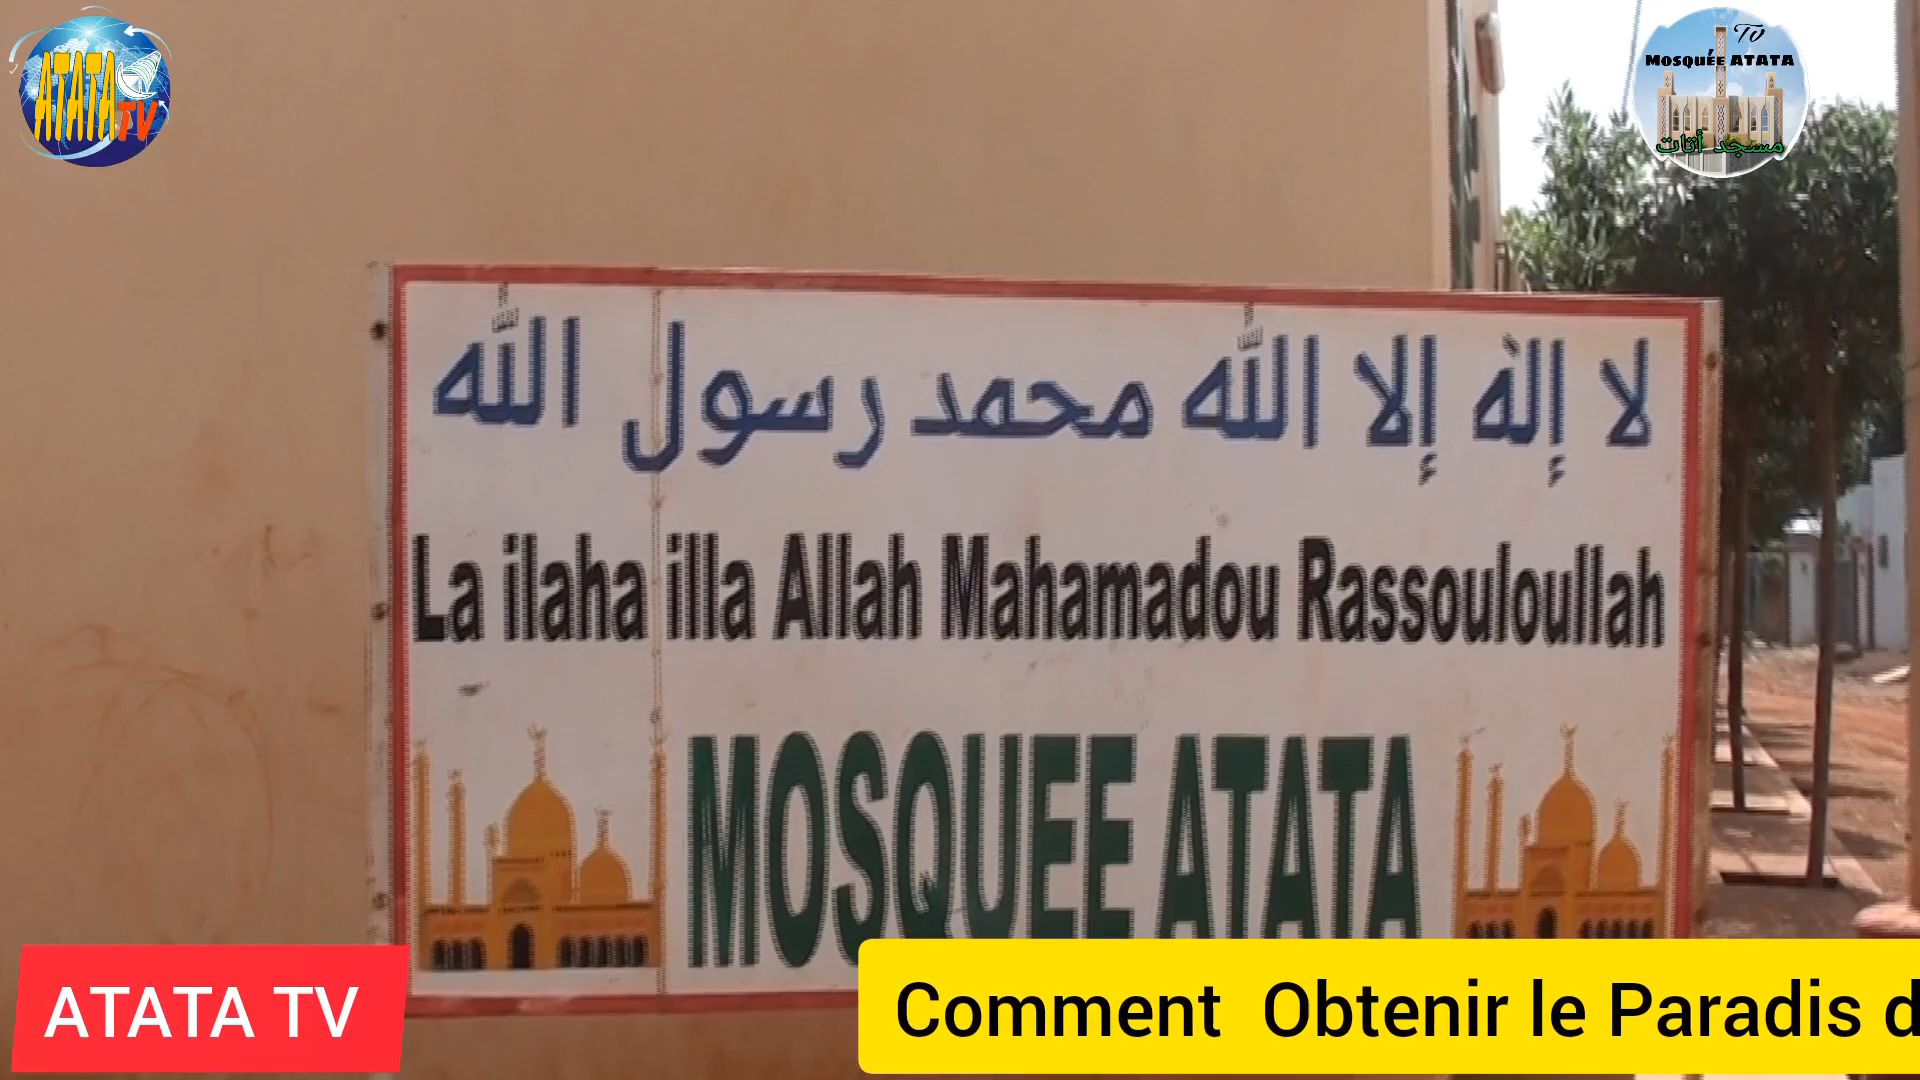 ATATA TV
Tv
Mosquée ATATA
مسجد أتات
لا إله إلا الله محمد رسول الله
La ilaha illa Allah Mahamadou Rassouloullah
MOSQUEE ATATA
ATATA TV
Comment Obtenir le Paradis d